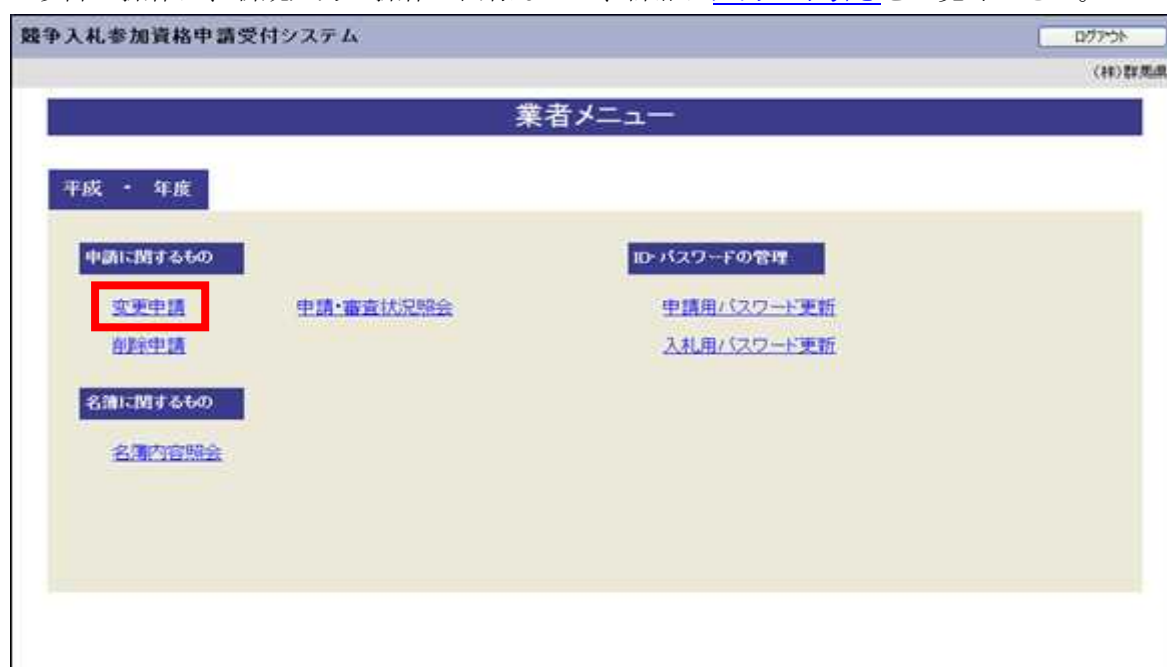 競争入札参加資格申請受付システム
ログアウト
(株)群馬県
業者メニュー
平成 ・ 年度
申請に関するもの
ID・パスワードの管理
変更申請
申請・審査状況照会
申請用パスワード更新
削除申請
入札用パスワード更新
名簿に関するもの
名簿内容照会